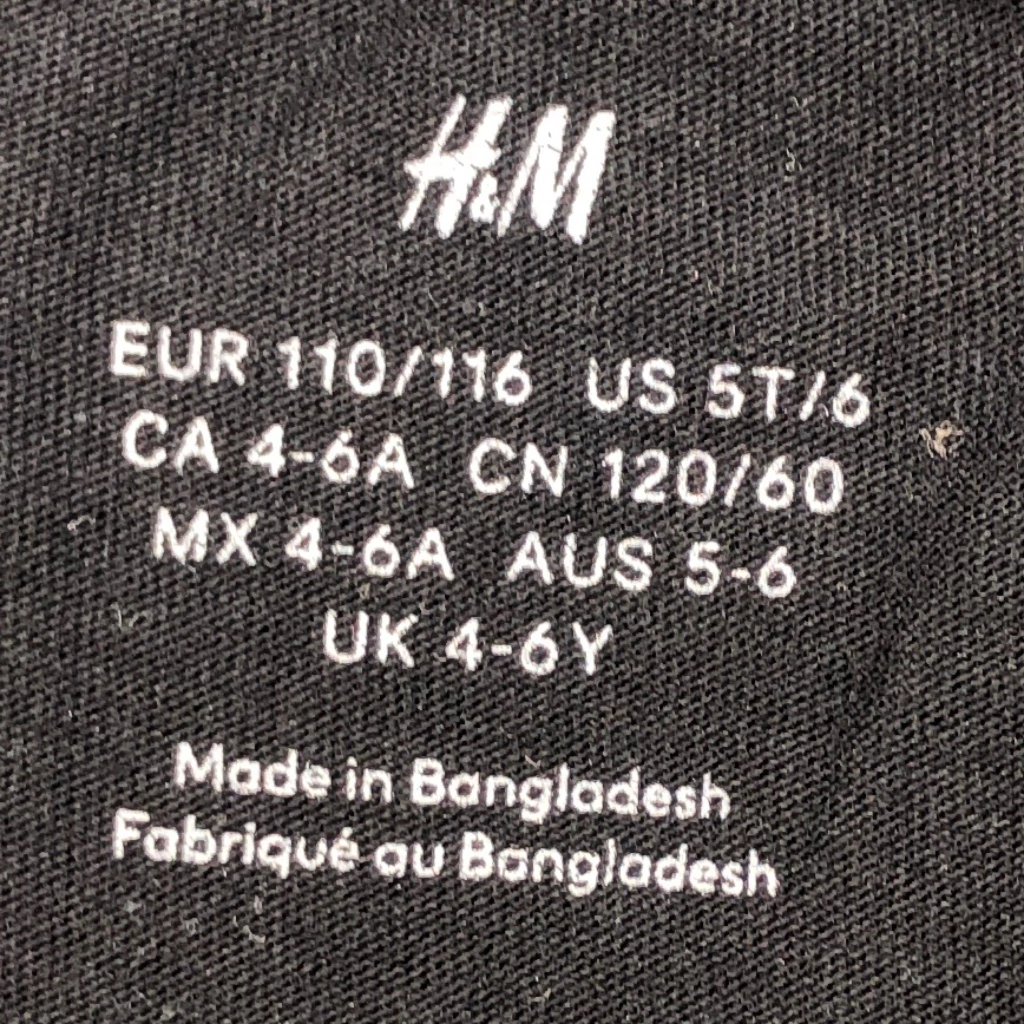 H&M
EUR 110/116 US 5T/6
CA 4-6A CN 120/60
MX 4-6A AUS 5-6
UK 4-6Y
Made in Bangladesh
Fabriqué au Bangladesh